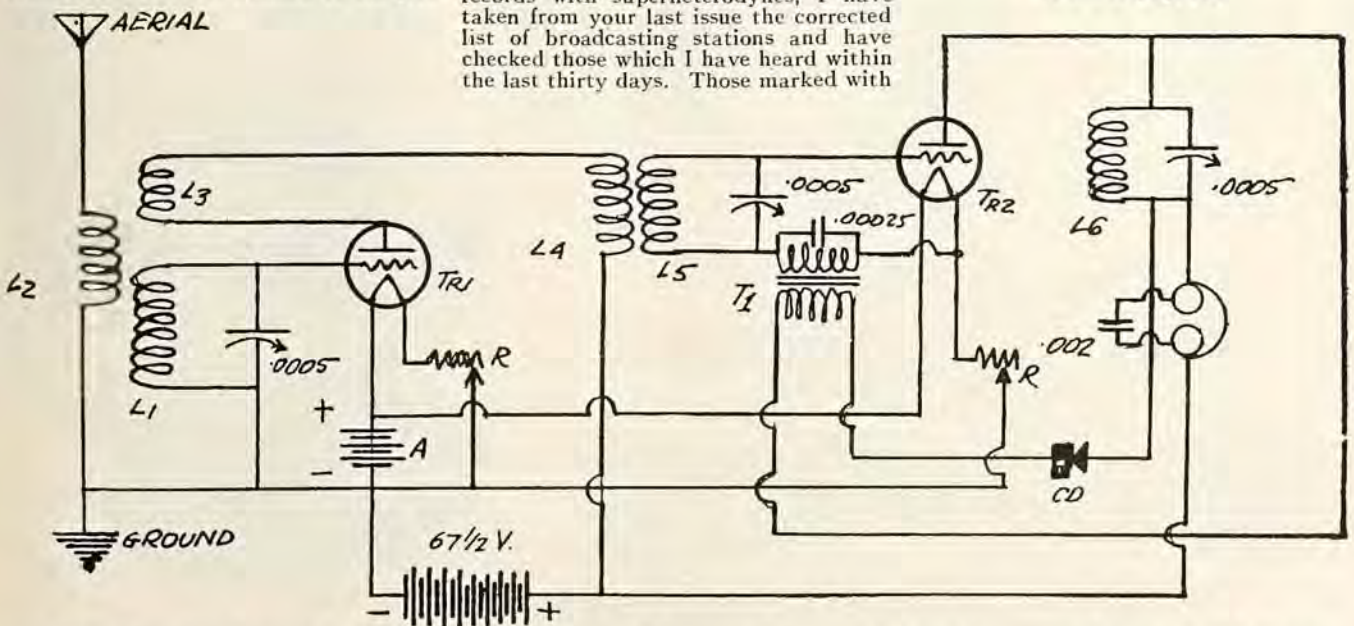 records with superheterodynes, I have
taken from your last issue the corrected
list of broadcasting stations and have
checked those which I have heard within
the last thirty days. Those marked with
AERIAL
L3
L2
L1
.0005
TR1
R
+
A
-
GROUND
67 1/2 V.
-
+
L4
L5
.0005
.00025
T1
TR2
R
CD
L6
.0005
.002